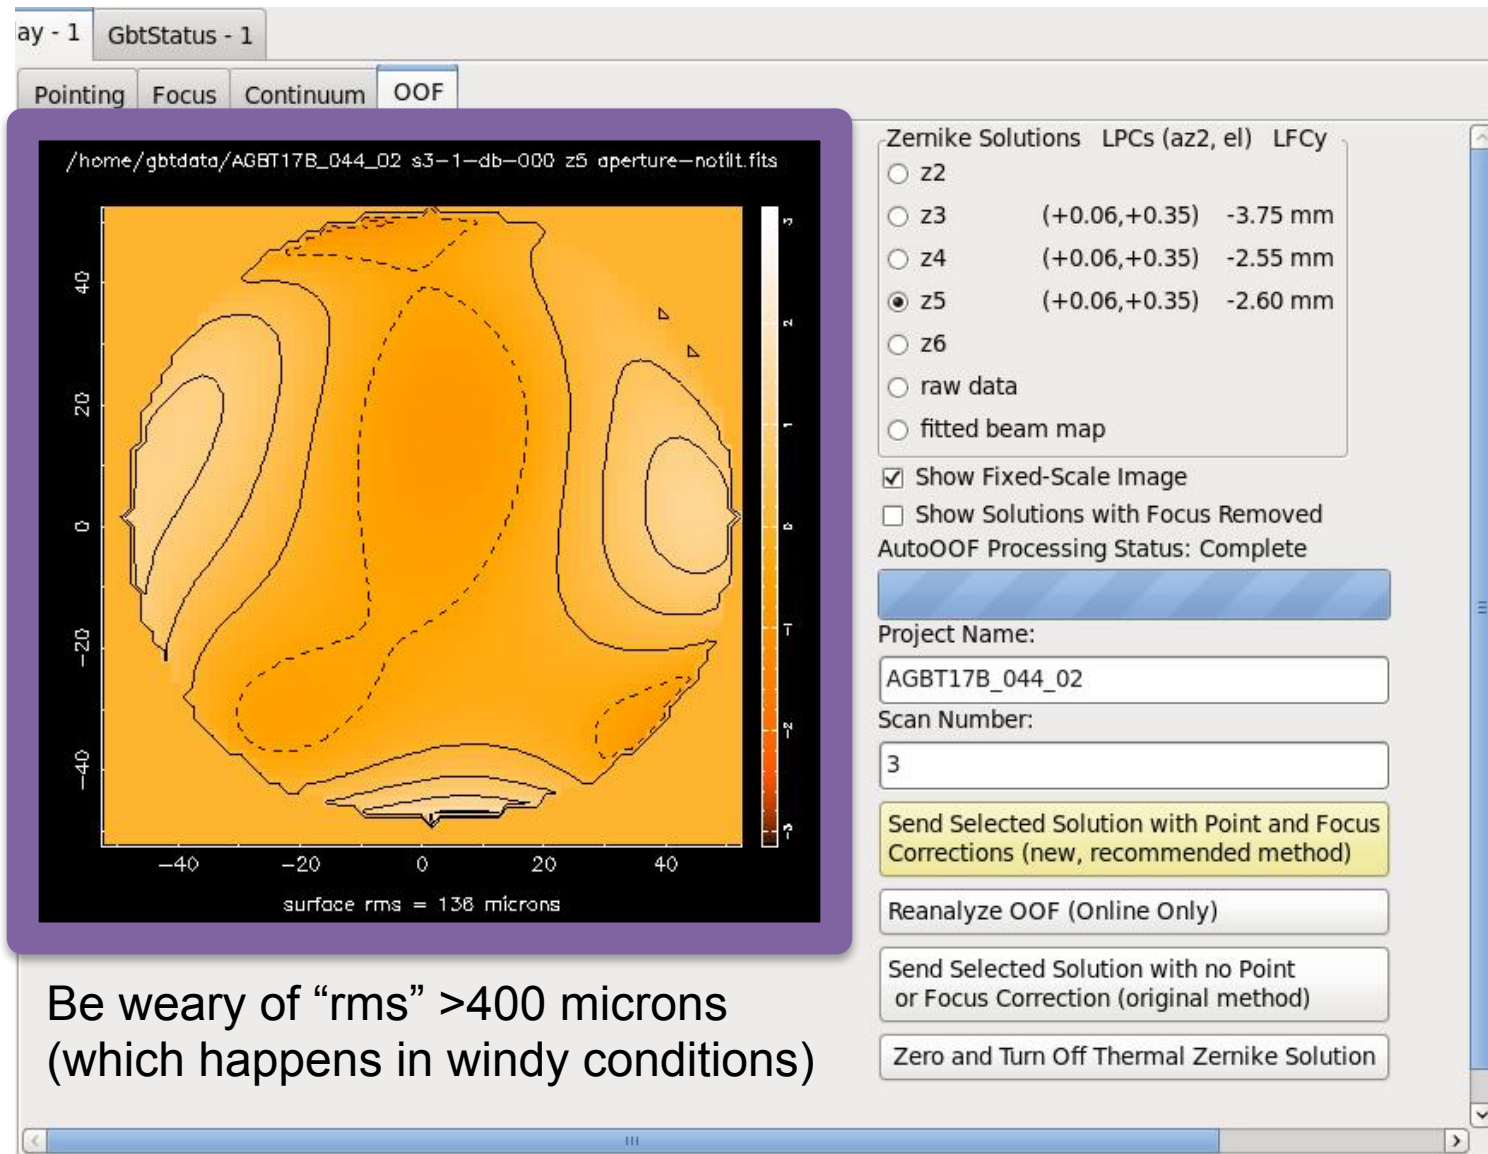 ay - 1 GbtStatus - 1
Pointing Focus Continuum OOF
/home/gbtdata/AGBT17B_044_02 s3-1-db-000 z5 aperture-notilt.fits
40
20
0
-20
-40
-40 -20 0 20 40
3
2
1
0
-1
-2
-3
surface rms = 136 microns
Be weary of “rms” >400 microns
(which happens in windy conditions)
Zernike Solutions LPCs (az2, el) LFCy
z2
z3 (+0.06,+0.35) -3.75 mm
z4 (+0.06,+0.35) -2.55 mm
z5 (+0.06,+0.35) -2.60 mm
z6
raw data
fitted beam map
Show Fixed-Scale Image
Show Solutions with Focus Removed
AutoOOF Processing Status: Complete
Project Name:
AGBT17B_044_02
Scan Number:
3
Send Selected Solution with Point and Focus
Corrections (new, recommended method)
Reanalyze OOF (Online Only)
Send Selected Solution with no Point
or Focus Correction (original method)
Zero and Turn Off Thermal Zernike Solution